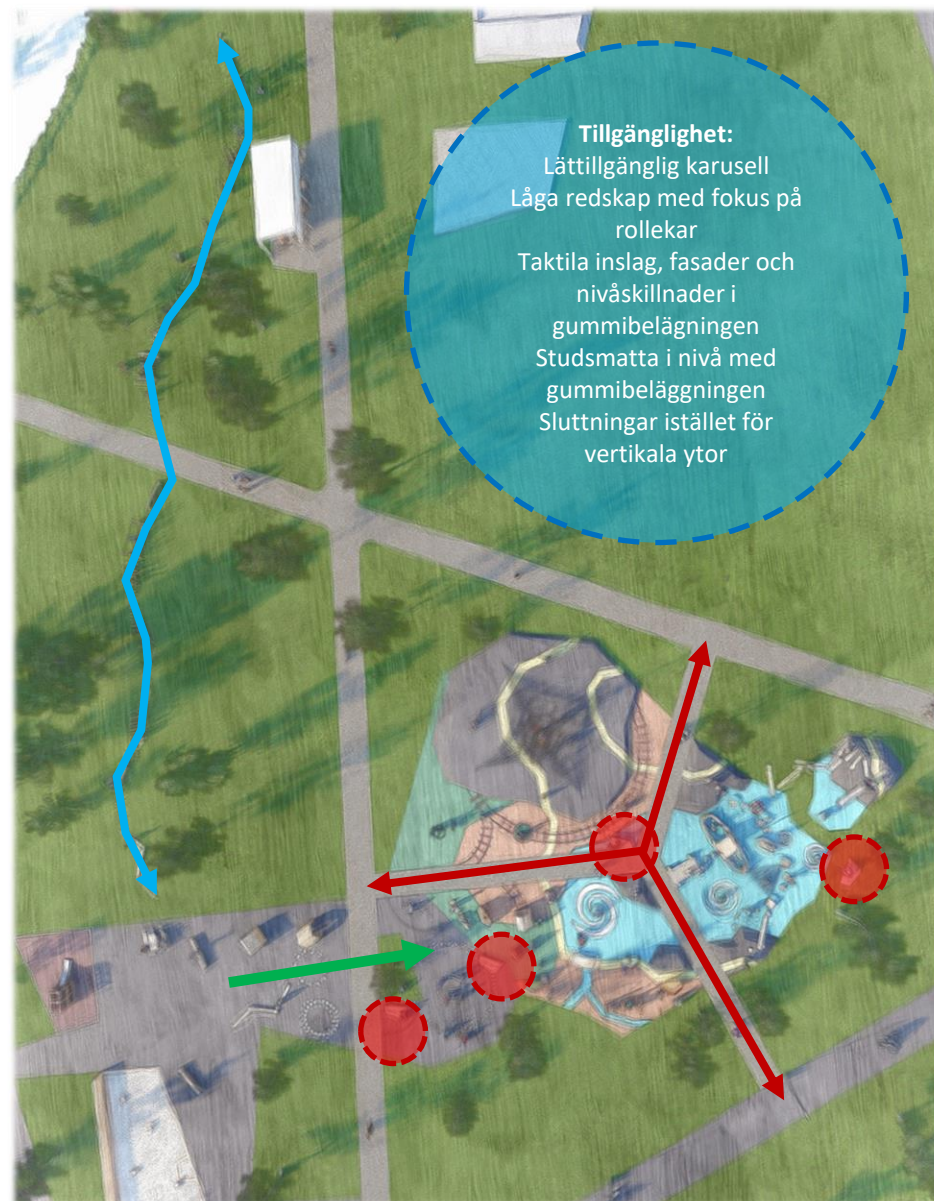 Tillgänglighet:
Lättillgänglig karusell
Låga redskap med fokus på
rollekar
Taktila inslag, fasader och
nivåskillnader i
gummibelägningen
Studsmatta i nivå med
gummibeläggningen
Sluttningar istället för
vertikala ytor